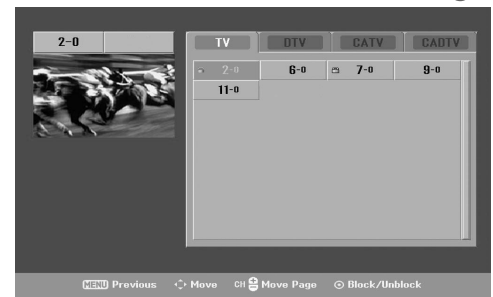 2-0
TV DTV CATV CADTV
2-0 6-0 7-0 9-0
11-0
MENU Previous Move CH Move Page Block/Unblock